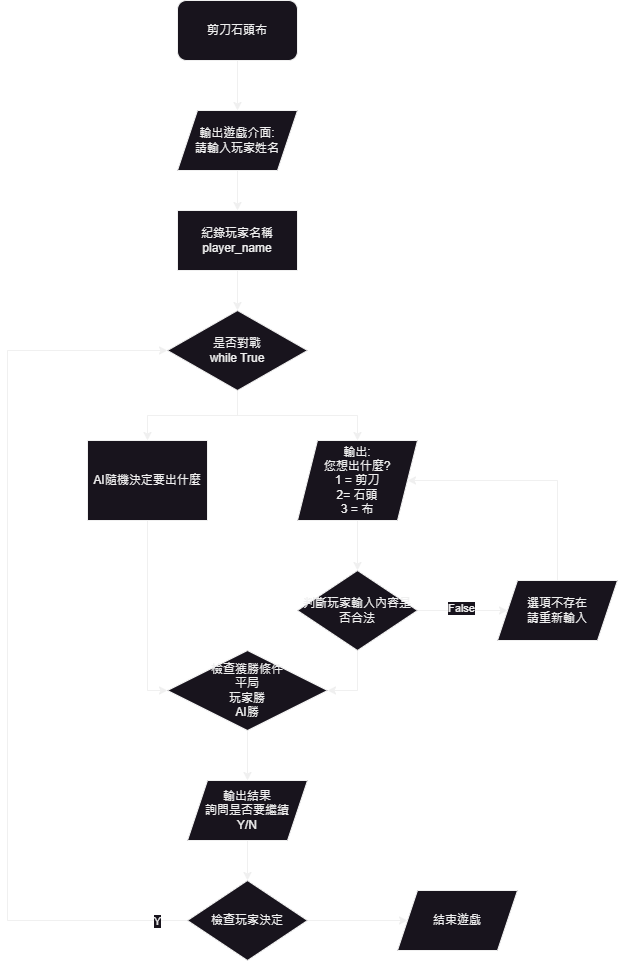 剪刀石頭布
輸出遊戲介面:
請輸入玩家姓名
紀錄玩家名稱
player_name
是否對戰
while True
AI隨機決定要出什麼
輸出:
您想出什麼?
1 = 剪刀
2= 石頭
3 = 布
判斷玩家輸入內容是
否合法
False
選項不存在
請重新輸入
檢查獲勝條件
平局
玩家勝
AI勝
輸出結果
詢問是否要繼續
Y/N
檢查玩家決定
Y
結束遊戲